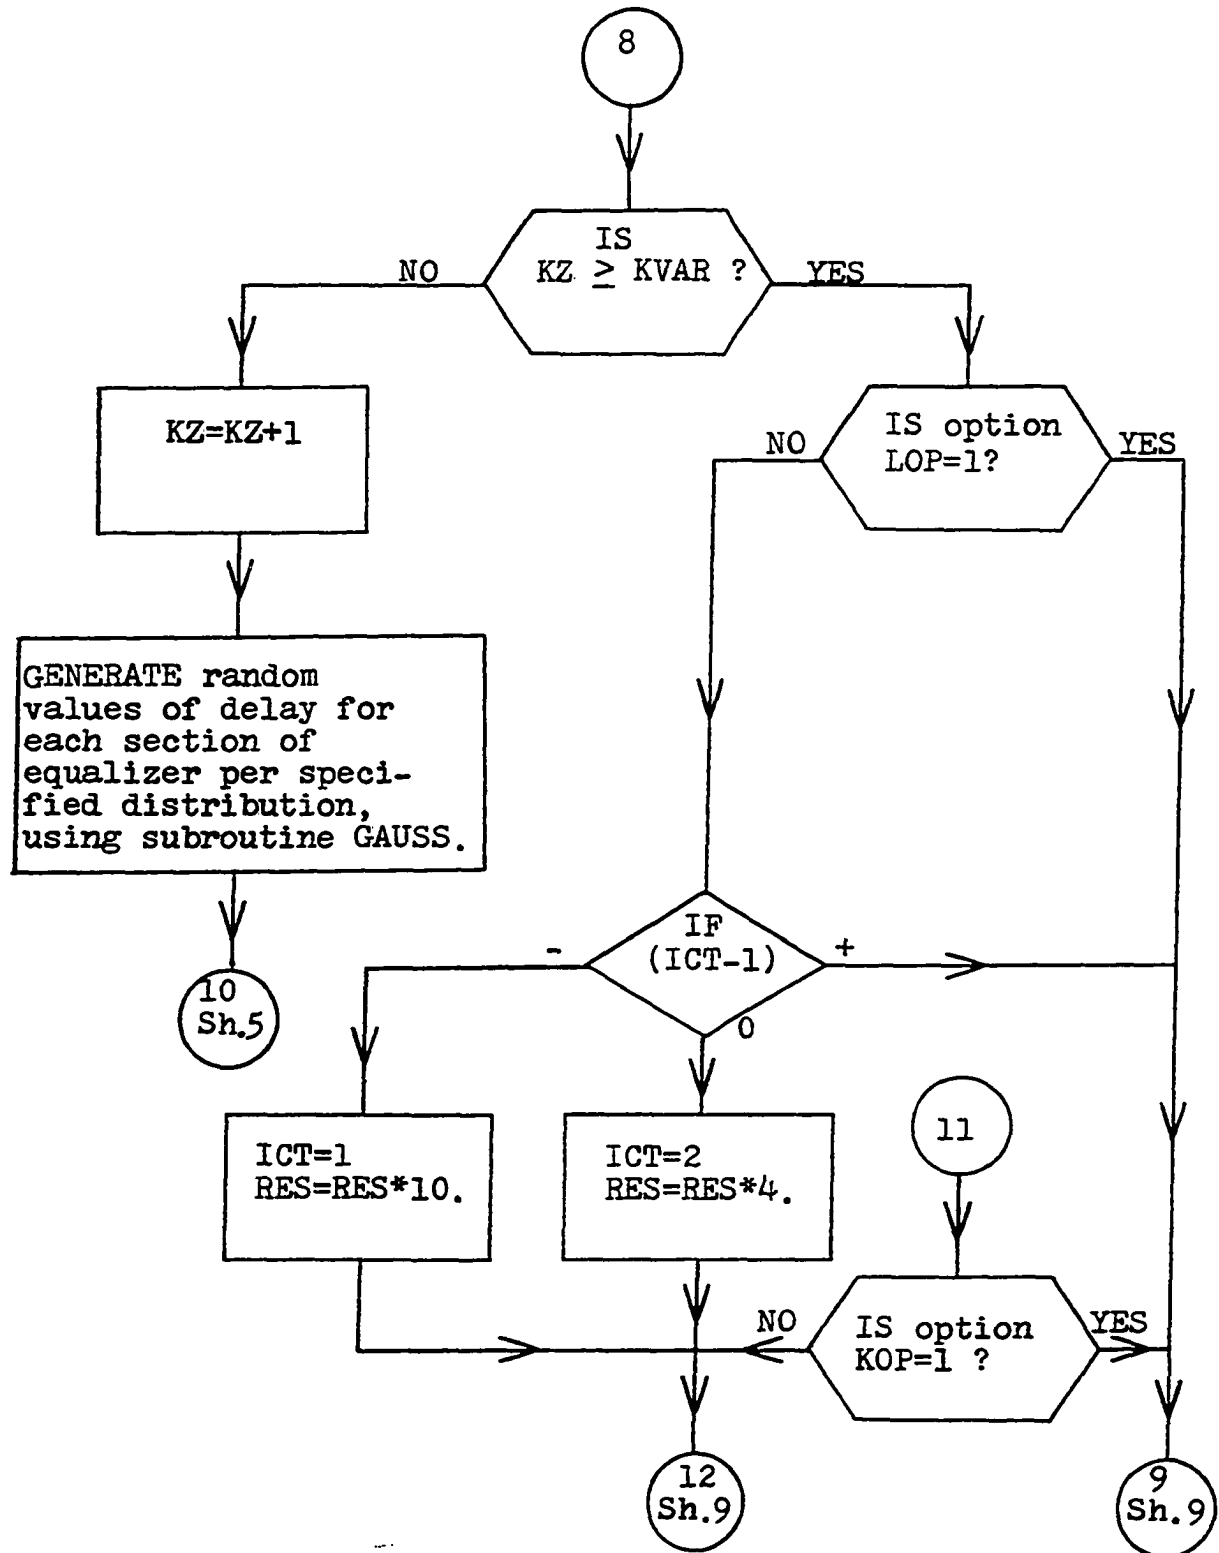 8
IS
KZ ≥ KVAR ?
NO
YES
KZ=KZ+1
IS option
LOP=1?
NO
YES
GENERATE random
values of delay for
each section of
equalizer per speci-
fied distribution,
using subroutine GAUSS.
10
Sh.5
IF
(ICT-1)
-
+
0
ICT=1
RES=RES*10.
ICT=2
RES=RES*4.
11
IS option
KOP=1 ?
NO
YES
12
Sh.9
9
Sh.9